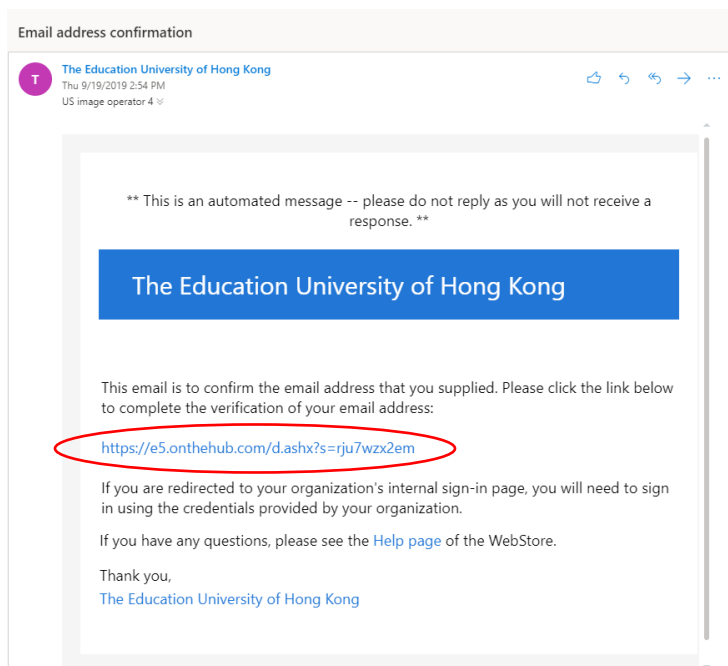 Email address confirmation
T
The Education University of Hong Kong
Thu 9/19/2019 2:54 PM
US image operator 4
** This is an automated message -- please do not reply as you will not receive a
response. **
The Education University of Hong Kong
This email is to confirm the email address that you supplied. Please click the link below
to complete the verification of your email address:
https://e5.onthehub.com/d.ashx?s=rju7wzx2em
If you are redirected to your organization's internal sign-in page, you will need to sign
in using the credentials provided by your organization.
If you have any questions, please see the Help page of the WebStore.
Thank you,
The Education University of Hong Kong